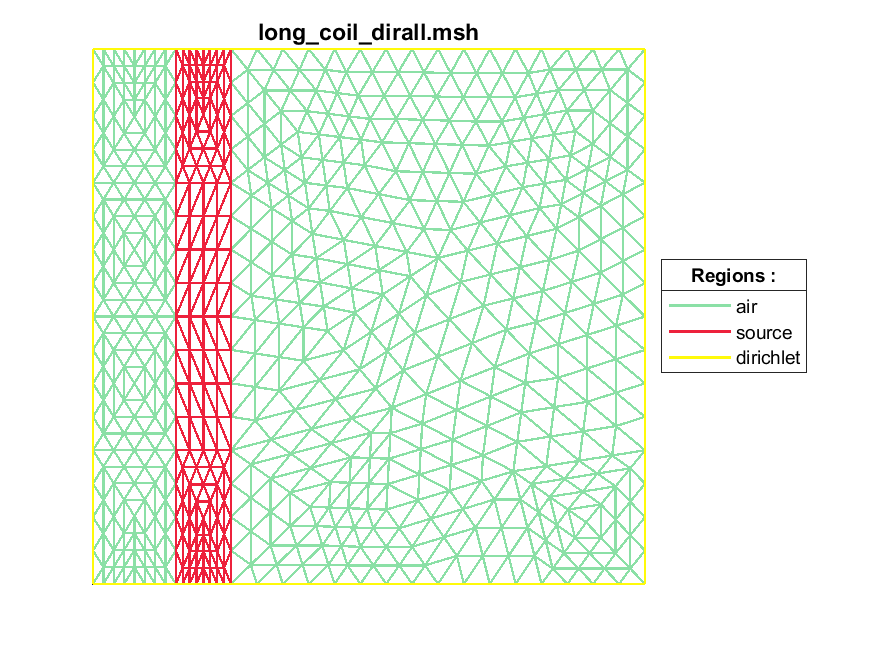 long_coil_dirall.msh
Regions :
air
source
dirichlet